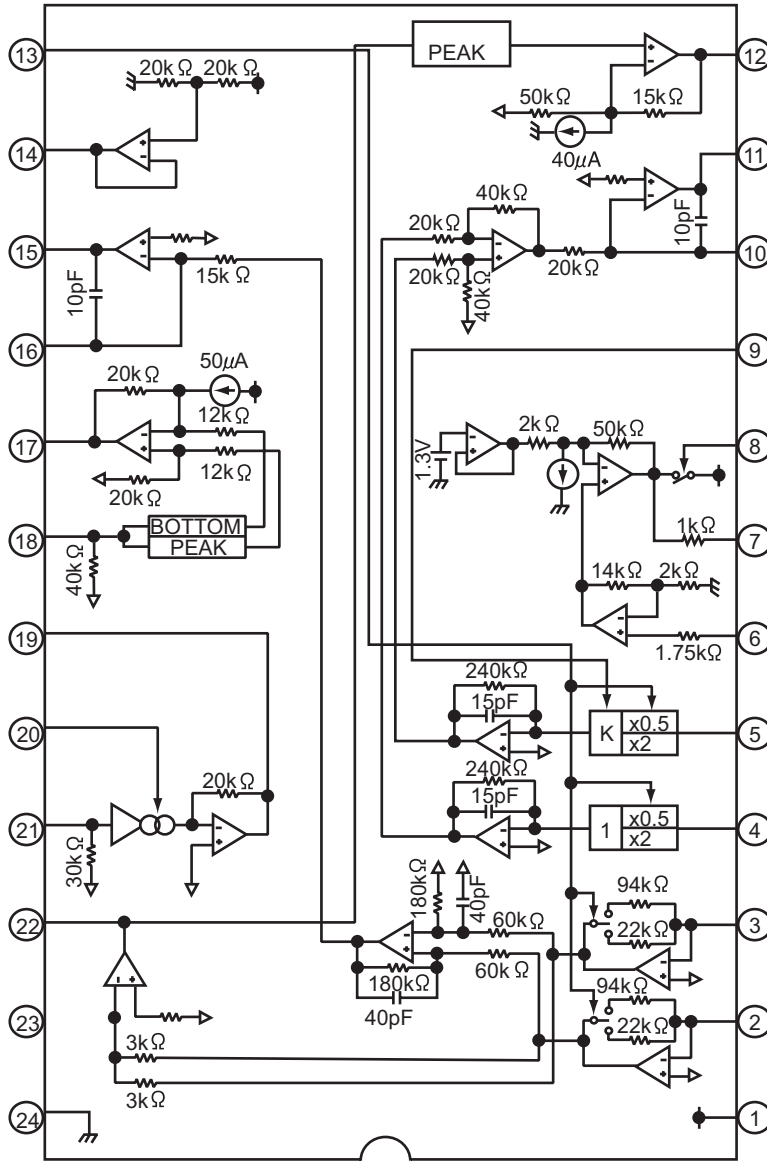 13
PEAK
12
20kΩ 20kΩ
50kΩ
15kΩ
40μA
14
11
40kΩ
20kΩ
10pF
15
15kΩ
20kΩ
20kΩ
10
10pF
40kΩ
16
9
50μA
20kΩ
12kΩ
17
12kΩ
20kΩ
2kΩ
50kΩ
8
1.3V
18
BOTTOM
PEAK
40kΩ
1kΩ
7
14kΩ 2kΩ
19
6
1.75kΩ
240kΩ
15pF
20
K
x0.5
x2
5
20kΩ
240kΩ
15pF
21
1
x0.5
x2
4
30kΩ
180kΩ
40pF
94kΩ
22
60kΩ
22kΩ
3
60kΩ
180kΩ
40pF
94kΩ
23
22kΩ
2
3kΩ
3kΩ
24
1